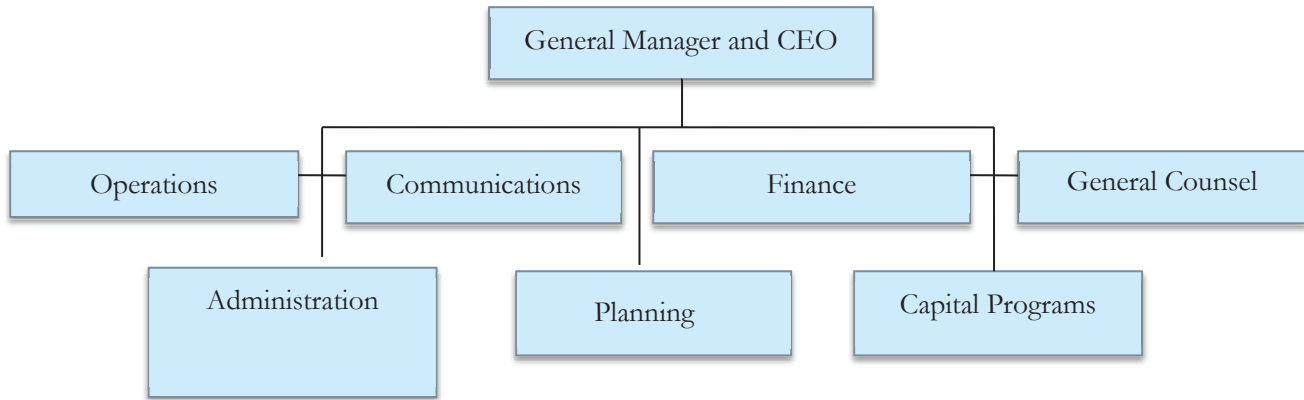 General Manager and CEO
Operations
Communications
Finance
General Counsel
Administration
Planning
Capital Programs